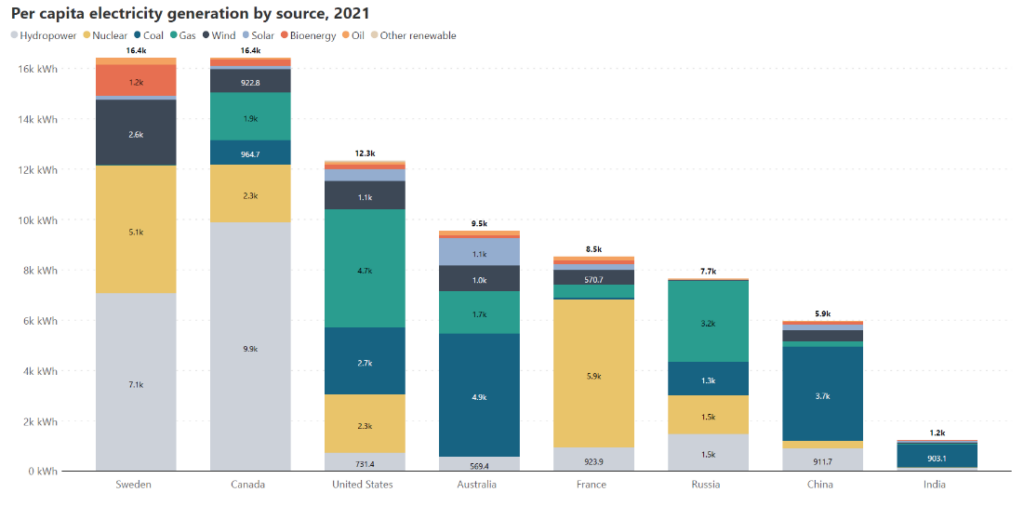 Per capita electricity generation by source, 2021
Hydropower Nuclear Coal Gas Wind Solar Bioenergy Oil Other renewable
16.4k 16.4k
16k kWh
1.2k 922.8
14k kWh 1.9k
2.6k 964.7 12.3k
12k kWh
2.3k 1.1k
10k kWh 9.5k
5.1k 8.5k
1.1k
8k kWh 4.7k 1.0k 570.7 7.7k
1.7k 3.2k 5.9k
6k kWh
9.9k
4k kWh 2.7k 5.9k
7.1k 4.9k 1.3k 3.7k
2k kWh 2.3k 1.5k 1.2k
731.4 569.4 923.9 1.5k 911.7 903.1
0 kWh
Sweden Canada United States Australia France Russia China India